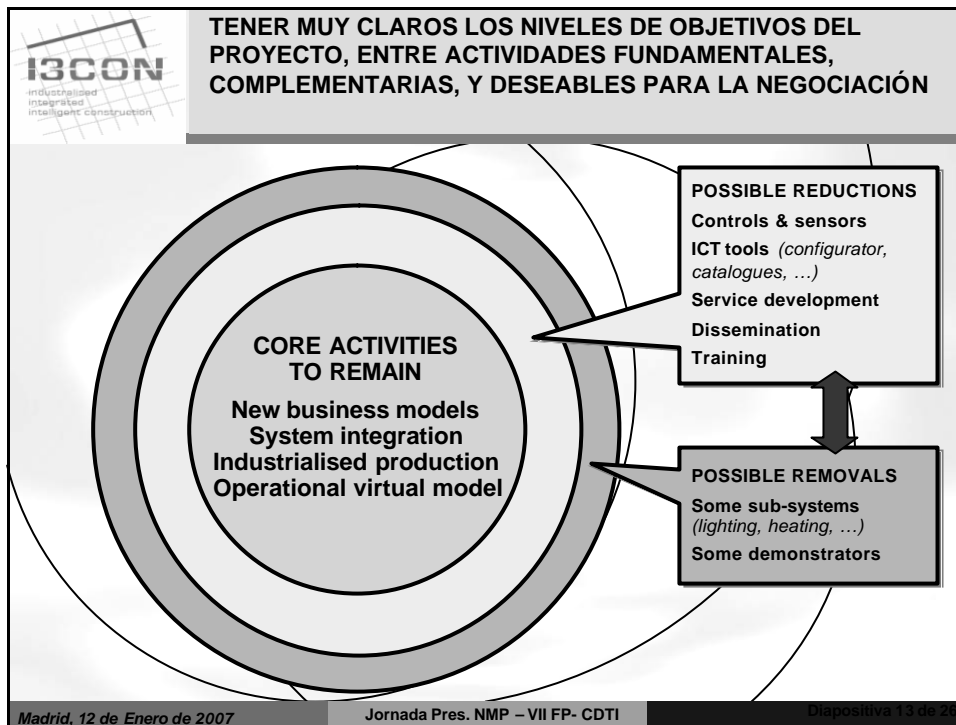 I3CON
industrialised
integrated
intelligent construction
TENER MUY CLAROS LOS NIVELES DE OBJETIVOS DEL
PROYECTO, ENTRE ACTIVIDADES FUNDAMENTALES,
COMPLEMENTARIAS, Y DESEABLES PARA LA NEGOCIACIÓN
CORE ACTIVITIES
TO REMAIN
New business models
System integration
Industrialised production
Operational virtual model
POSSIBLE REDUCTIONS
Controls & sensors
ICT tools (configurator,
catalogues, …)
Service development
Dissemination
Training
POSSIBLE REMOVALS
Some sub-systems
(lighting, heating, …)
Some demonstrators
Madrid, 12 de Enero de 2007
Jornada Pres. NMP – VII FP- CDTI
Diapositiva 13 de 26